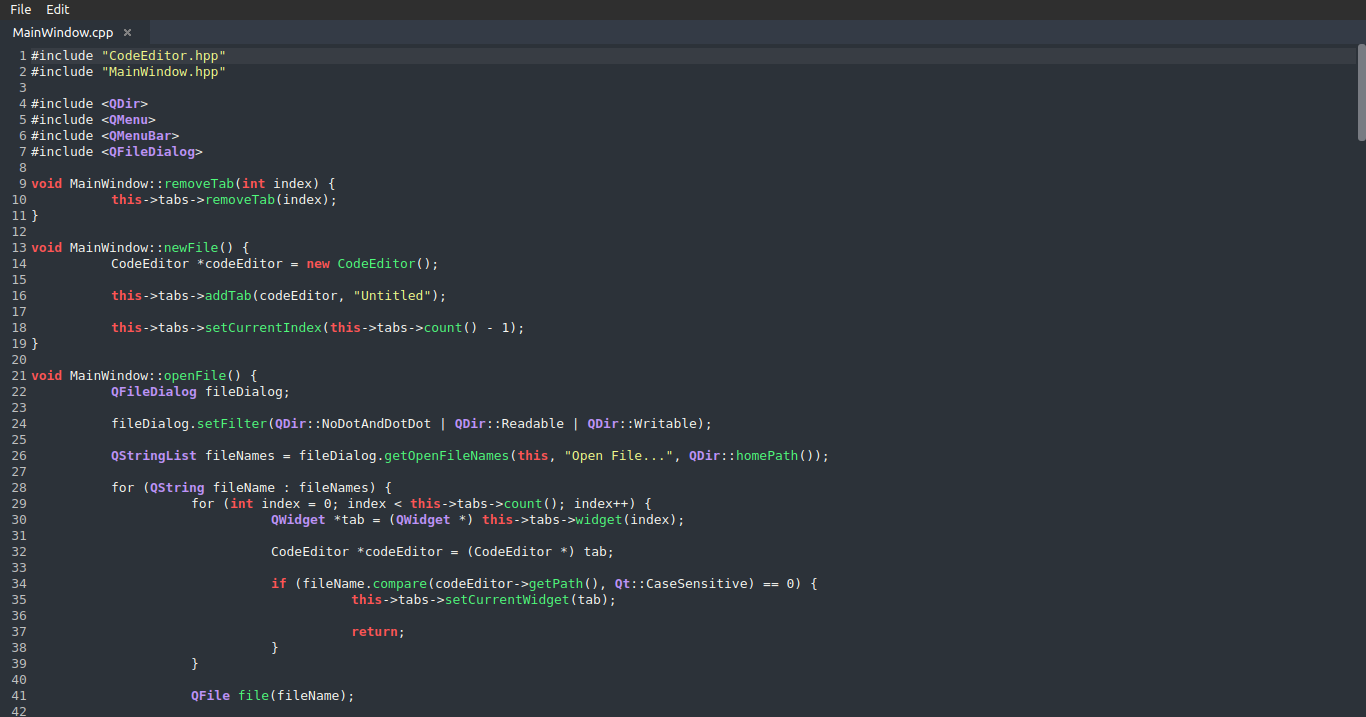 File Edit
MainWindow.cpp ×
1 #include "CodeEditor.hpp"
2 #include "MainWindow.hpp"
3
4 #include <QDir>
5 #include <QMenu>
6 #include <QMenuBar>
7 #include <QFileDialog>
8
9 void MainWindow::removeTab(int index) {
10 this->tabs->removeTab(index);
11 }
12
13 void MainWindow::newFile() {
14 CodeEditor *codeEditor = new CodeEditor();
15
16 this->tabs->addTab(codeEditor, "Untitled");
17
18 this->tabs->setCurrentIndex(this->tabs->count() - 1);
19 }
20
21 void MainWindow::openFile() {
22 QFileDialog fileDialog;
23
24 fileDialog.setFilter(QDir::NoDotAndDotDot | QDir::Readable | QDir::Writable);
25
26 QStringList fileNames = fileDialog.getOpenFileNames(this, "Open File...", QDir::homePath());
27
28 for (QString fileName : fileNames) {
29 for (int index = 0; index < this->tabs->count(); index++) {
30 QWidget *tab = (QWidget *) this->tabs->widget(index);
31
32 CodeEditor *codeEditor = (CodeEditor *) tab;
33
34 if (fileName.compare(codeEditor->getPath(), Qt::CaseSensitive) == 0) {
35 this->tabs->setCurrentWidget(tab);
36
37 return;
38 }
39 }
40
41 QFile file(fileName);
42